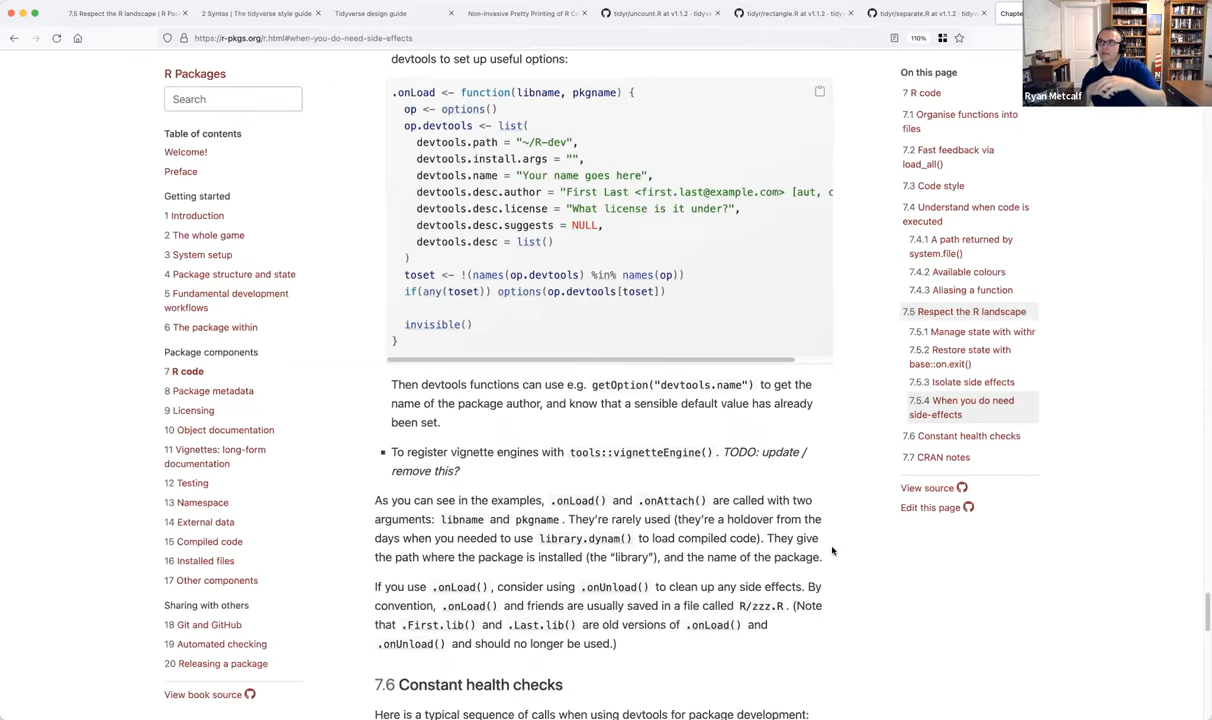 7.5 Respect the R landscape | R Pac
2 Syntax | The tidyverse style guide
Tidyverse design guide
Non-Invasive Pretty Printing of R C
tidyr/uncount.R at v1.1.2 · tidyve
tidyr/rectangle.R at v1.1.2 · tidyv
tidyr/separate.R at v1.1.2 · tidyve
Chapte
https://r-pkgs.org/r.html#when-you-do-need-side-effects
110%
Ryan Metcalf
R Packages
Search
Table of contents
Welcome!
Preface
Getting started
1 Introduction
2 The whole game
3 System setup
4 Package structure and state
5 Fundamental development
workflows
6 The package within
Package components
7 R code
8 Package metadata
9 Licensing
10 Object documentation
11 Vignettes: long-form
documentation
12 Testing
13 Namespace
14 External data
15 Compiled code
16 Installed files
17 Other components
Sharing with others
18 Git and GitHub
19 Automated checking
20 Releasing a package
View book source
devtools to set up useful options:
.onLoad <- function(libname, pkgname) {
op <- options()
op.devtools <- list(
devtools.path = "~/R-dev",
devtools.install.args = "",
devtools.name = "Your name goes here",
devtools.desc.author = "First Last <first.last@example.com> [aut, c
devtools.desc.license = "What license is it under?",
devtools.desc.suggests = NULL,
devtools.desc = list()
)
toset <- !(names(op.devtools) %in% names(op))
if(any(toset)) options(op.devtools[toset])
invisible()
}
Then devtools functions can use e.g. getOption("devtools.name") to get the
name of the package author, and know that a sensible default value has already
been set.
To register vignette engines with tools::vignetteEngine(). TODO: update /
remove this?
As you can see in the examples, .onLoad() and .onAttach() are called with two
arguments: libname and pkgname. They're rarely used (they're a holdover from the
days when you needed to use library.dynam() to load compiled code). They give
the path where the package is installed (the “library”), and the name of the package.
If you use .onLoad(), consider using .onUnload() to clean up any side effects. By
convention, .onLoad() and friends are usually saved in a file called R/zzz.R. (Note
that .First.lib() and .Last.lib() are old versions of .onLoad() and
.onUnload() and should no longer be used.)
7.6 Constant health checks
Here is a typical sequence of calls when using devtools for package development:
On this page
7 R code
7.1 Organise functions into
files
7.2 Fast feedback via
load_all()
7.3 Code style
7.4 Understand when code is
executed
7.4.1 A path returned by
system.file()
7.4.2 Available colours
7.4.3 Aliasing a function
7.5 Respect the R landscape
7.5.1 Manage state with withr
7.5.2 Restore state with
base::on.exit()
7.5.3 Isolate side effects
7.5.4 When you do need
side-effects
7.6 Constant health checks
7.7 CRAN notes
View source
Edit this page